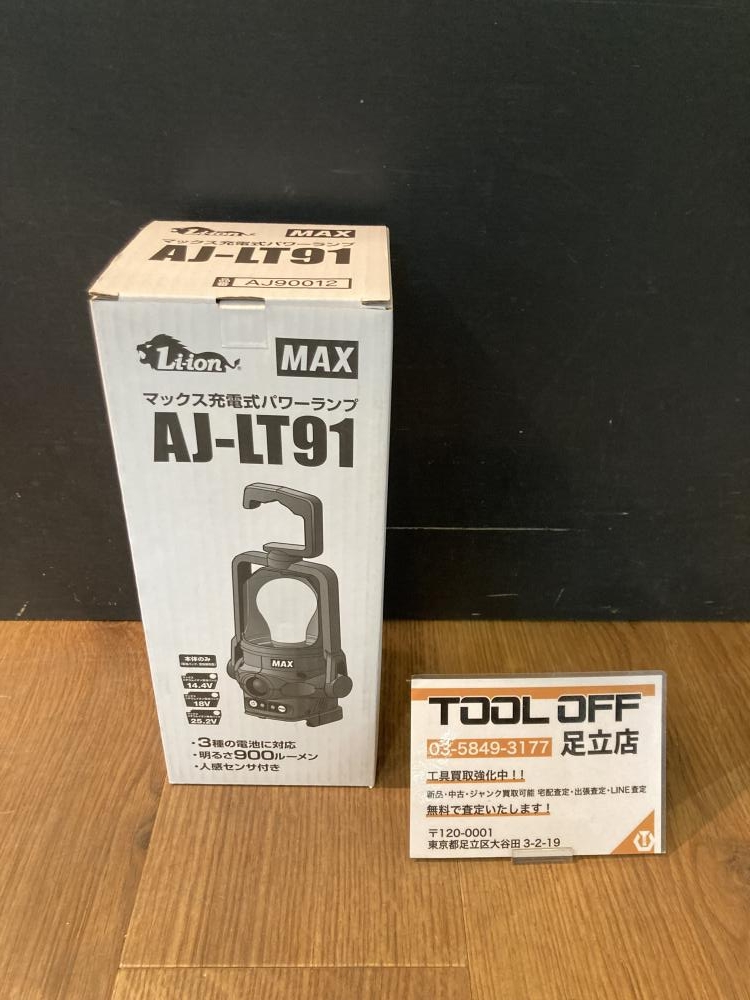 Li-ion MAX
マックス充電式パワーランプ
AJ-LT91
品番 AJ90012
Li-ion® MAX
マックス充電式パワーランプ
AJ-LT91
MAX
本体のみ
14.4V
18V
25.2V
・3種の電池に対応
・明るさ900ルーメン
・人感センサ付き
TOOL OFF
03-5849-3177 足立店
工具買取強化中！！
新品・中古・ジャンク買取可能 宅配査定・出張査定・LINE査定
無料で査定いたします！
〒120-0001
東京都足立区大谷田 3-2-19